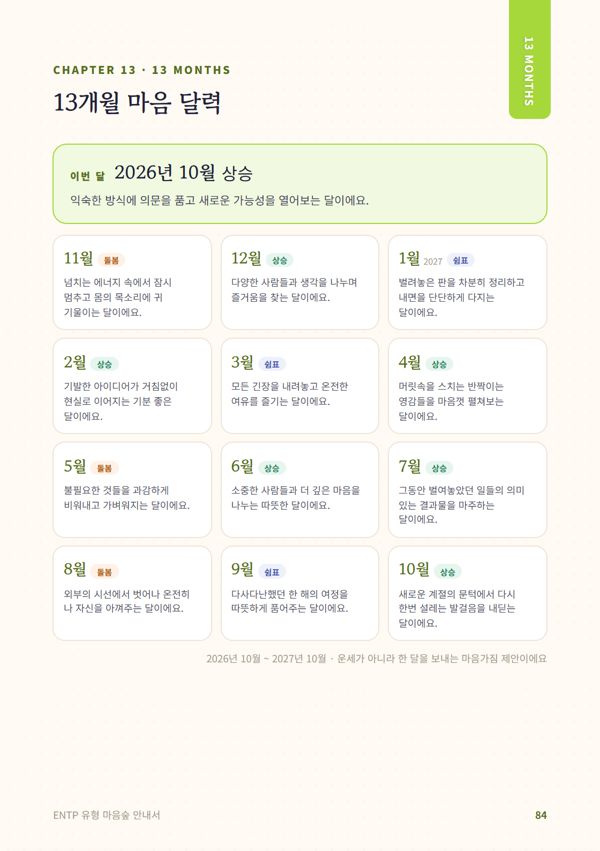 13 MONTHS
CHAPTER 13 · 13 MONTHS
13개월 마음 달력
이번 달 2026년 10월 상승
익숙한 방식에 의문을 품고 새로운 가능성을 열어보는 달이에요.
11월 돌봄
넘치는 에너지 속에서 잠시
멈추고 몸의 목소리에 귀
기울이는 달이에요.
12월 상승
다양한 사람들과 생각을 나누며
즐거움을 찾는 달이에요.
1월 2027 쉼표
벌려놓은 판을 차분히 정리하고
내면을 단단하게 다지는
달이에요.
2월 상승
기발한 아이디어가 거침없이
현실로 이어지는 기분 좋은
달이에요.
3월 쉼표
모든 긴장을 내려놓고 온전한
여유를 즐기는 달이에요.
4월 상승
머릿속을 스치는 반짝이는
영감들을 마음껏 펼쳐보는
달이에요.
5월 돌봄
불필요한 것들을 과감하게
비워내고 가벼워지는 달이에요.
6월 상승
소중한 사람들과 더 깊은 마음을
나누는 따뜻한 달이에요.
7월 상승
그동안 벌여놓았던 일들의 의미
있는 결과물을 마주하는
달이에요.
8월 돌봄
외부의 시선에서 벗어나 온전히
나 자신을 아껴주는 달이에요.
9월 쉼표
다사다난했던 한 해의 여정을
따뜻하게 품어주는 달이에요.
10월 상승
새로운 계절의 문턱에서 다시
한번 설레는 발걸음을 내딛는
달이에요.
2026년 10월 ~ 2027년 10월 · 운세가 아니라 한 달을 보내는 마음가짐 제안이에요
ENTP 유형 마음숲 안내서
84